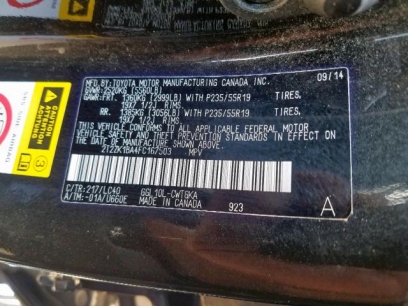 09/14
MFD. BY: TOYOTA MOTOR MANUFACTURING CANADA, INC.
GVWR: 2520KG (5560LB)
GAWR: FRT. 1360KG (2999LB) WITH P235/55R19 TIRES,
19X7 1/2J RIMS
RR. 1385KG (3056LB) WITH P235/55R19 TIRES,
19X7 1/2J RIMS
THIS VEHICLE CONFORMS TO ALL APPLICABLE FEDERAL MOTOR
VEHICLE SAFETY AND THEFT PREVENTION STANDARDS IN EFFECT
ON THE DATE OF MANUFACTURE SHOWN ABOVE.
2T2ZK1BA4FC167503 MPV
C/TR: 217/LC40 GGL10L-CWTGKA
A/TM: -01A/U660E
MADE IN CANADA 923 A